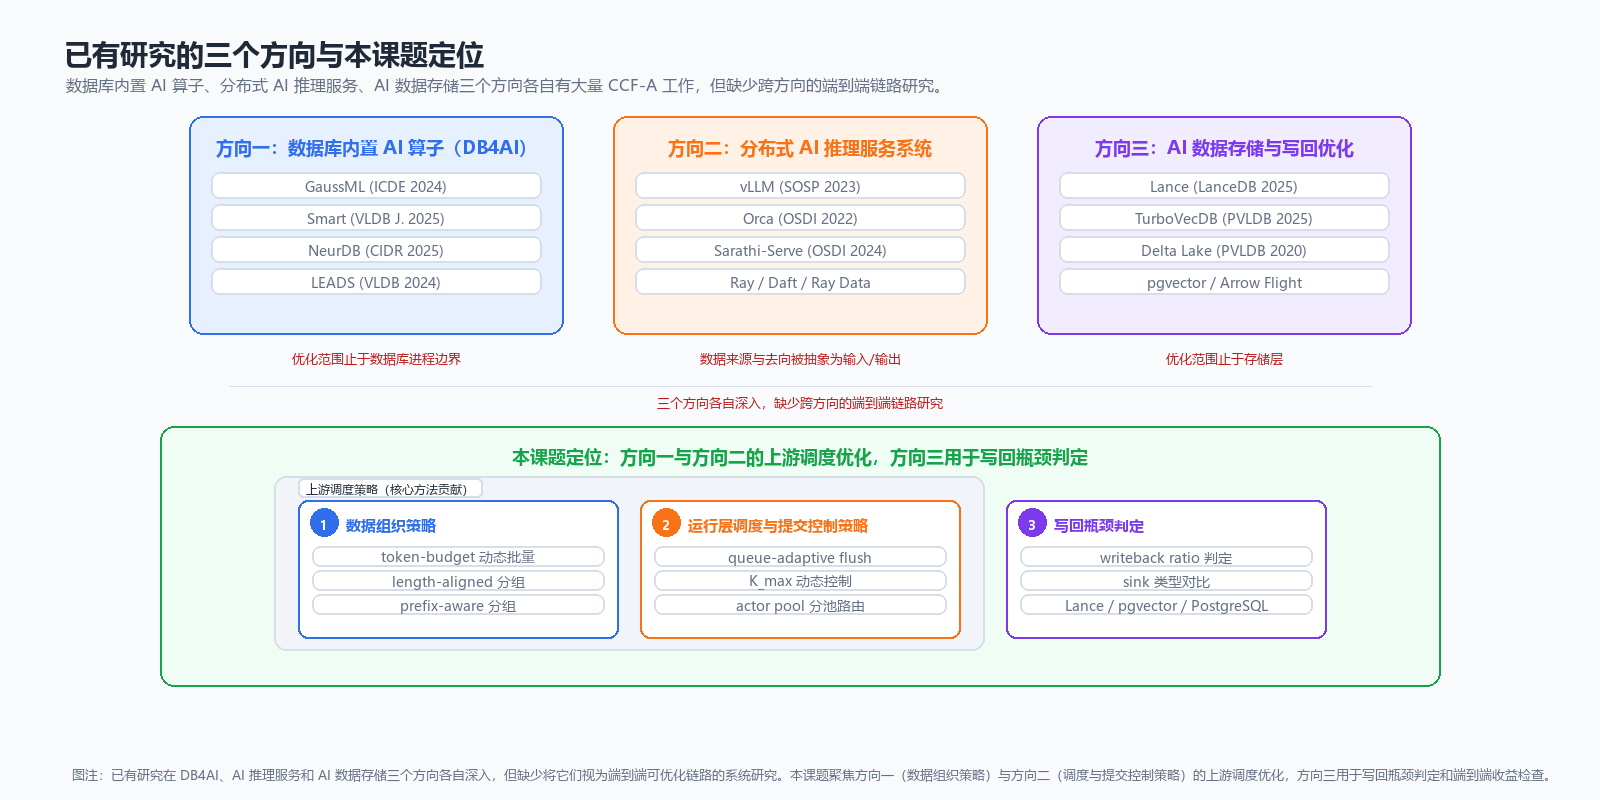 已有研究的三个方向与本课题定位
数据库内置 AI 算子、分布式 AI 推理服务、AI 数据存储三个方向各自有大量 CCF-A 工作，但缺少跨方向的端到端链路研究。
方向一：数据库内置 AI 算子（DB4AI）
GaussML (ICDE 2024)
Smart (VLDB J. 2025)
NeurDB (CIDR 2025)
LEADS (VLDB 2024)
优化范围止于数据库进程边界
方向二：分布式 AI 推理服务系统
vLLM (SOSP 2023)
Orca (OSDI 2022)
Sarathi-Serve (OSDI 2024)
Ray / Daft / Ray Data
数据来源与去向被抽象为输入/输出
方向三：AI 数据存储与写回优化
Lance (LanceDB 2025)
TurboVecDB (PVLDB 2025)
Delta Lake (PVLDB 2020)
pgvector / Arrow Flight
优化范围止于存储层
三个方向各自深入，缺少跨方向的端到端链路研究
本课题定位：方向一与方向二的上游调度优化，方向三用于写回瓶颈判定
上游调度策略（核心方法贡献）
1 数据组织策略
token-budget 动态批量
length-aligned 分组
prefix-aware 分组
2 运行层调度与提交控制策略
queue-adaptive flush
K_max 动态控制
actor pool 分池路由
3 写回瓶颈判定
writeback ratio 判定
sink 类型对比
Lance / pgvector / PostgreSQL
图注：已有研究在 DB4AI、AI 推理服务和 AI 数据存储三个方向各自深入，但缺少将它们视为端到端可优化链路的系统研究。本课题聚焦方向一（数据组织策略）与方向二（调度与提交控制策略）的上游调度优化，方向三用于写回瓶颈判定和端到端收益检查。